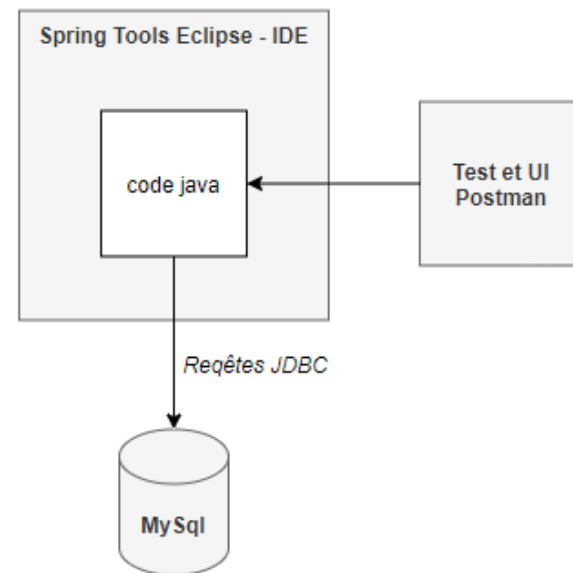 Spring Tools Eclipse - IDE
code java
Test et UI
Postman
Reqêtes JDBC
MySql